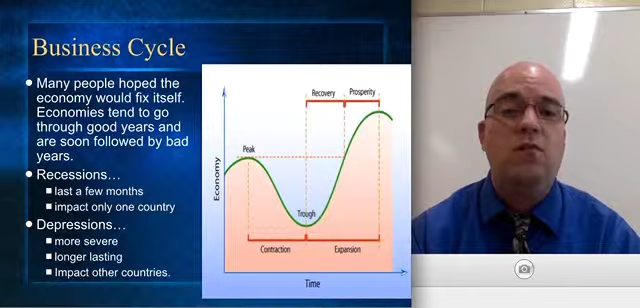 Business Cycle
Many people hoped the
economy would fix itself.
Economies tend to go
through good years and
are soon followed by bad
years.
Recessions…
last a few months
impact only one country
Depressions…
more severe
longer lasting
Impact other countries.
Recovery Prosperity
Peak
Economy
Trough
Contraction Expansion
Time